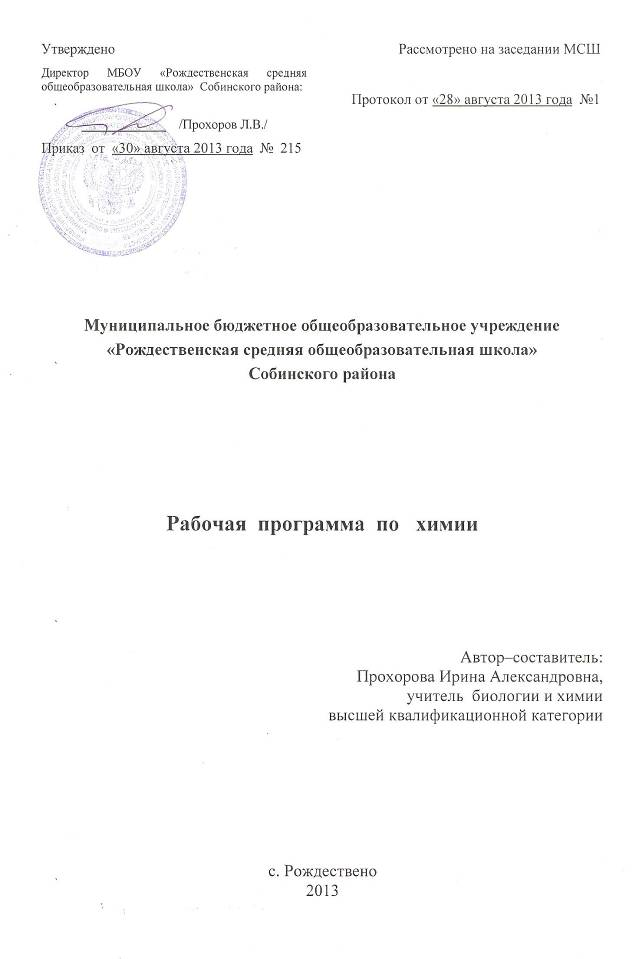 Утверждено
Рассмотрено на заседании МСШ
Директор МБОУ «Рождественская средняя
общеобразовательная школа» Собинского района:
Протокол от «28» августа 2013 года №1
/Прохоров Л.В./
Приказ от «30» августа 2013 года № 215
Муниципальное бюджетное общеобразовательное учреждение
«Рождественская средняя общеобразовательная школа»
Собинского района
Рабочая программа по химии
Автор–составитель:
Прохорова Ирина Александровна,
учитель биологии и химии
высшей квалификационной категории
с. Рождествено
2013